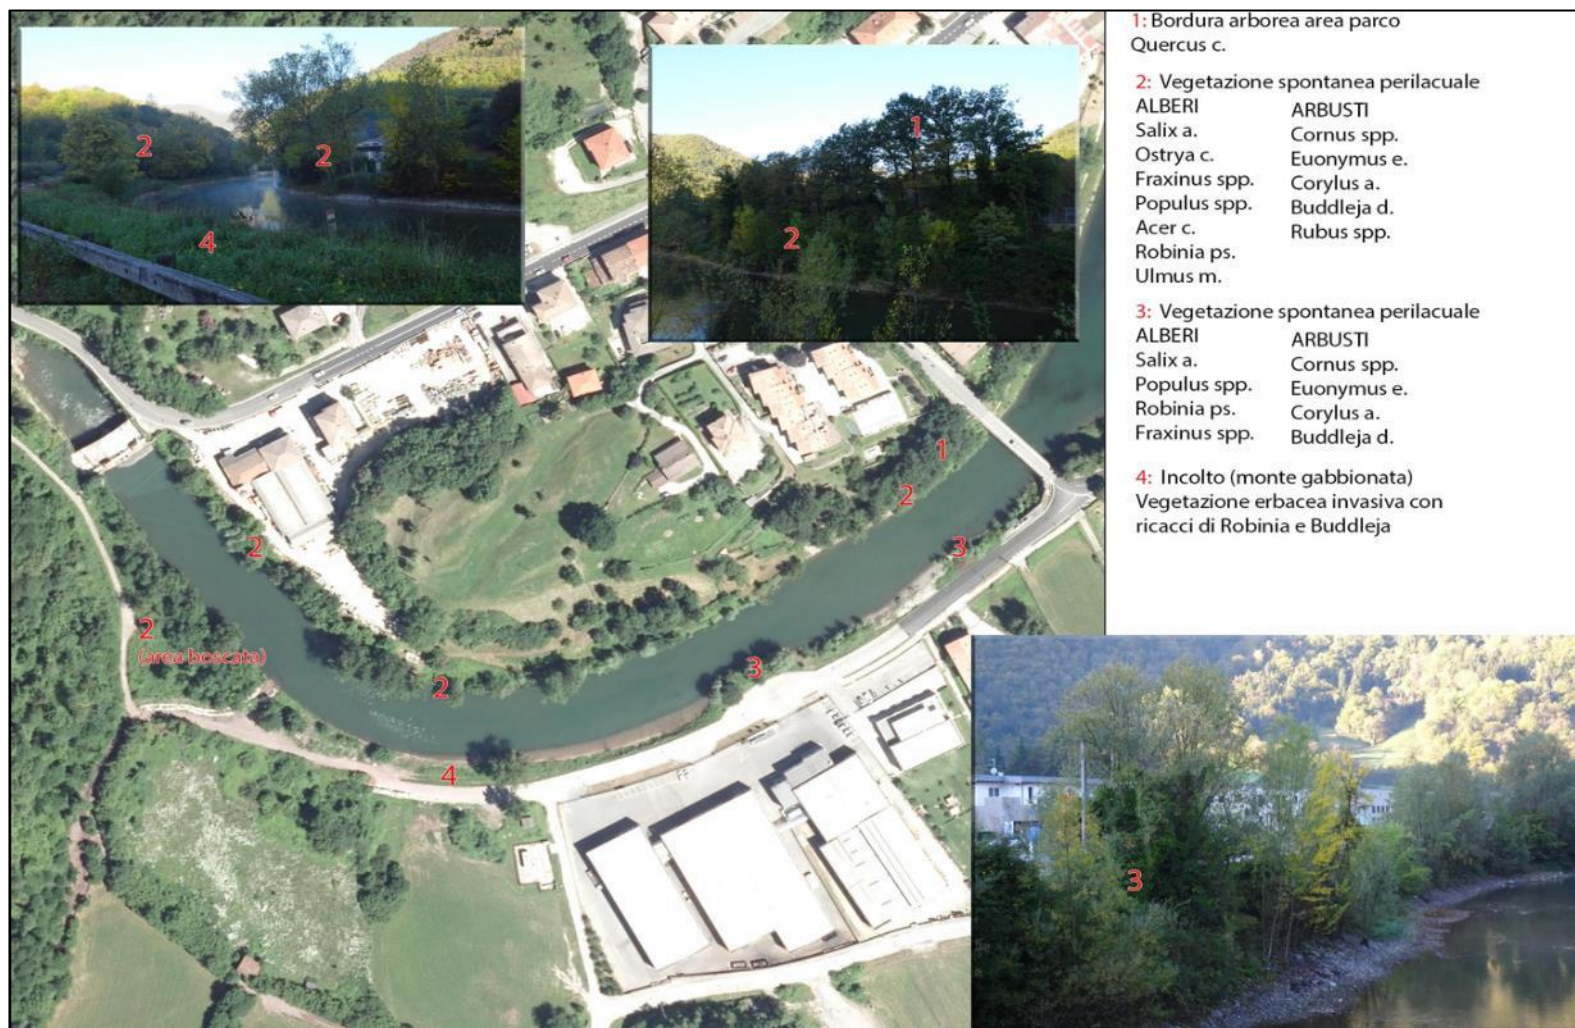 1: Bordura arborea area parco
Quercus c.
2: Vegetazione spontanea perilacuale
ALBERI
Salix a.
Ostrya c.
Fraxinus spp.
Populus spp.
Acer c.
Robinia ps.
Ulmus m.
ARBUSTI
Cornus spp.
Euonymus e.
Corylus a.
Buddleja d.
Rubus spp.
3: Vegetazione spontanea perilacuale
ALBERI
Salix a.
Populus spp.
Robinia ps.
Fraxinus spp.
ARBUSTI
Cornus spp.
Euonymus e.
Corylus a.
Buddleja d.
4: Incolto (monte gabbionata)
Vegetazione erbacea invasiva con
ricacci di Robinia e Buddleja
2
2
4
1
2
1
2
3
2
2
(area boscata)
2
3
4
3